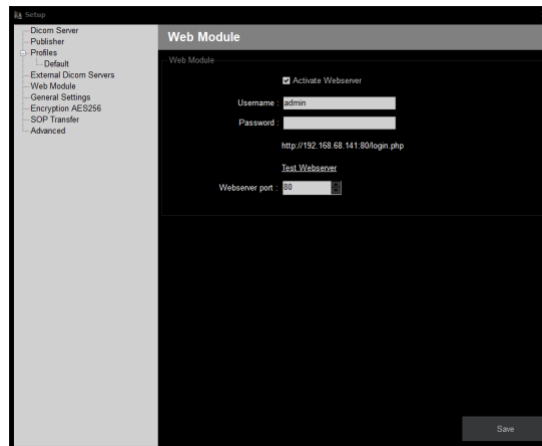 Setup
Dicom Server
Publisher
Profiles
Default
External Dicom Servers
Web Module
General Settings
Encryption AES256
SOP Transfer
Advanced
Web Module
Web Module
Activate Webserver
Username : admin
Password :
http://192.168.68.141:80/login.php
Test Webserver
Webserver port : 80
Save